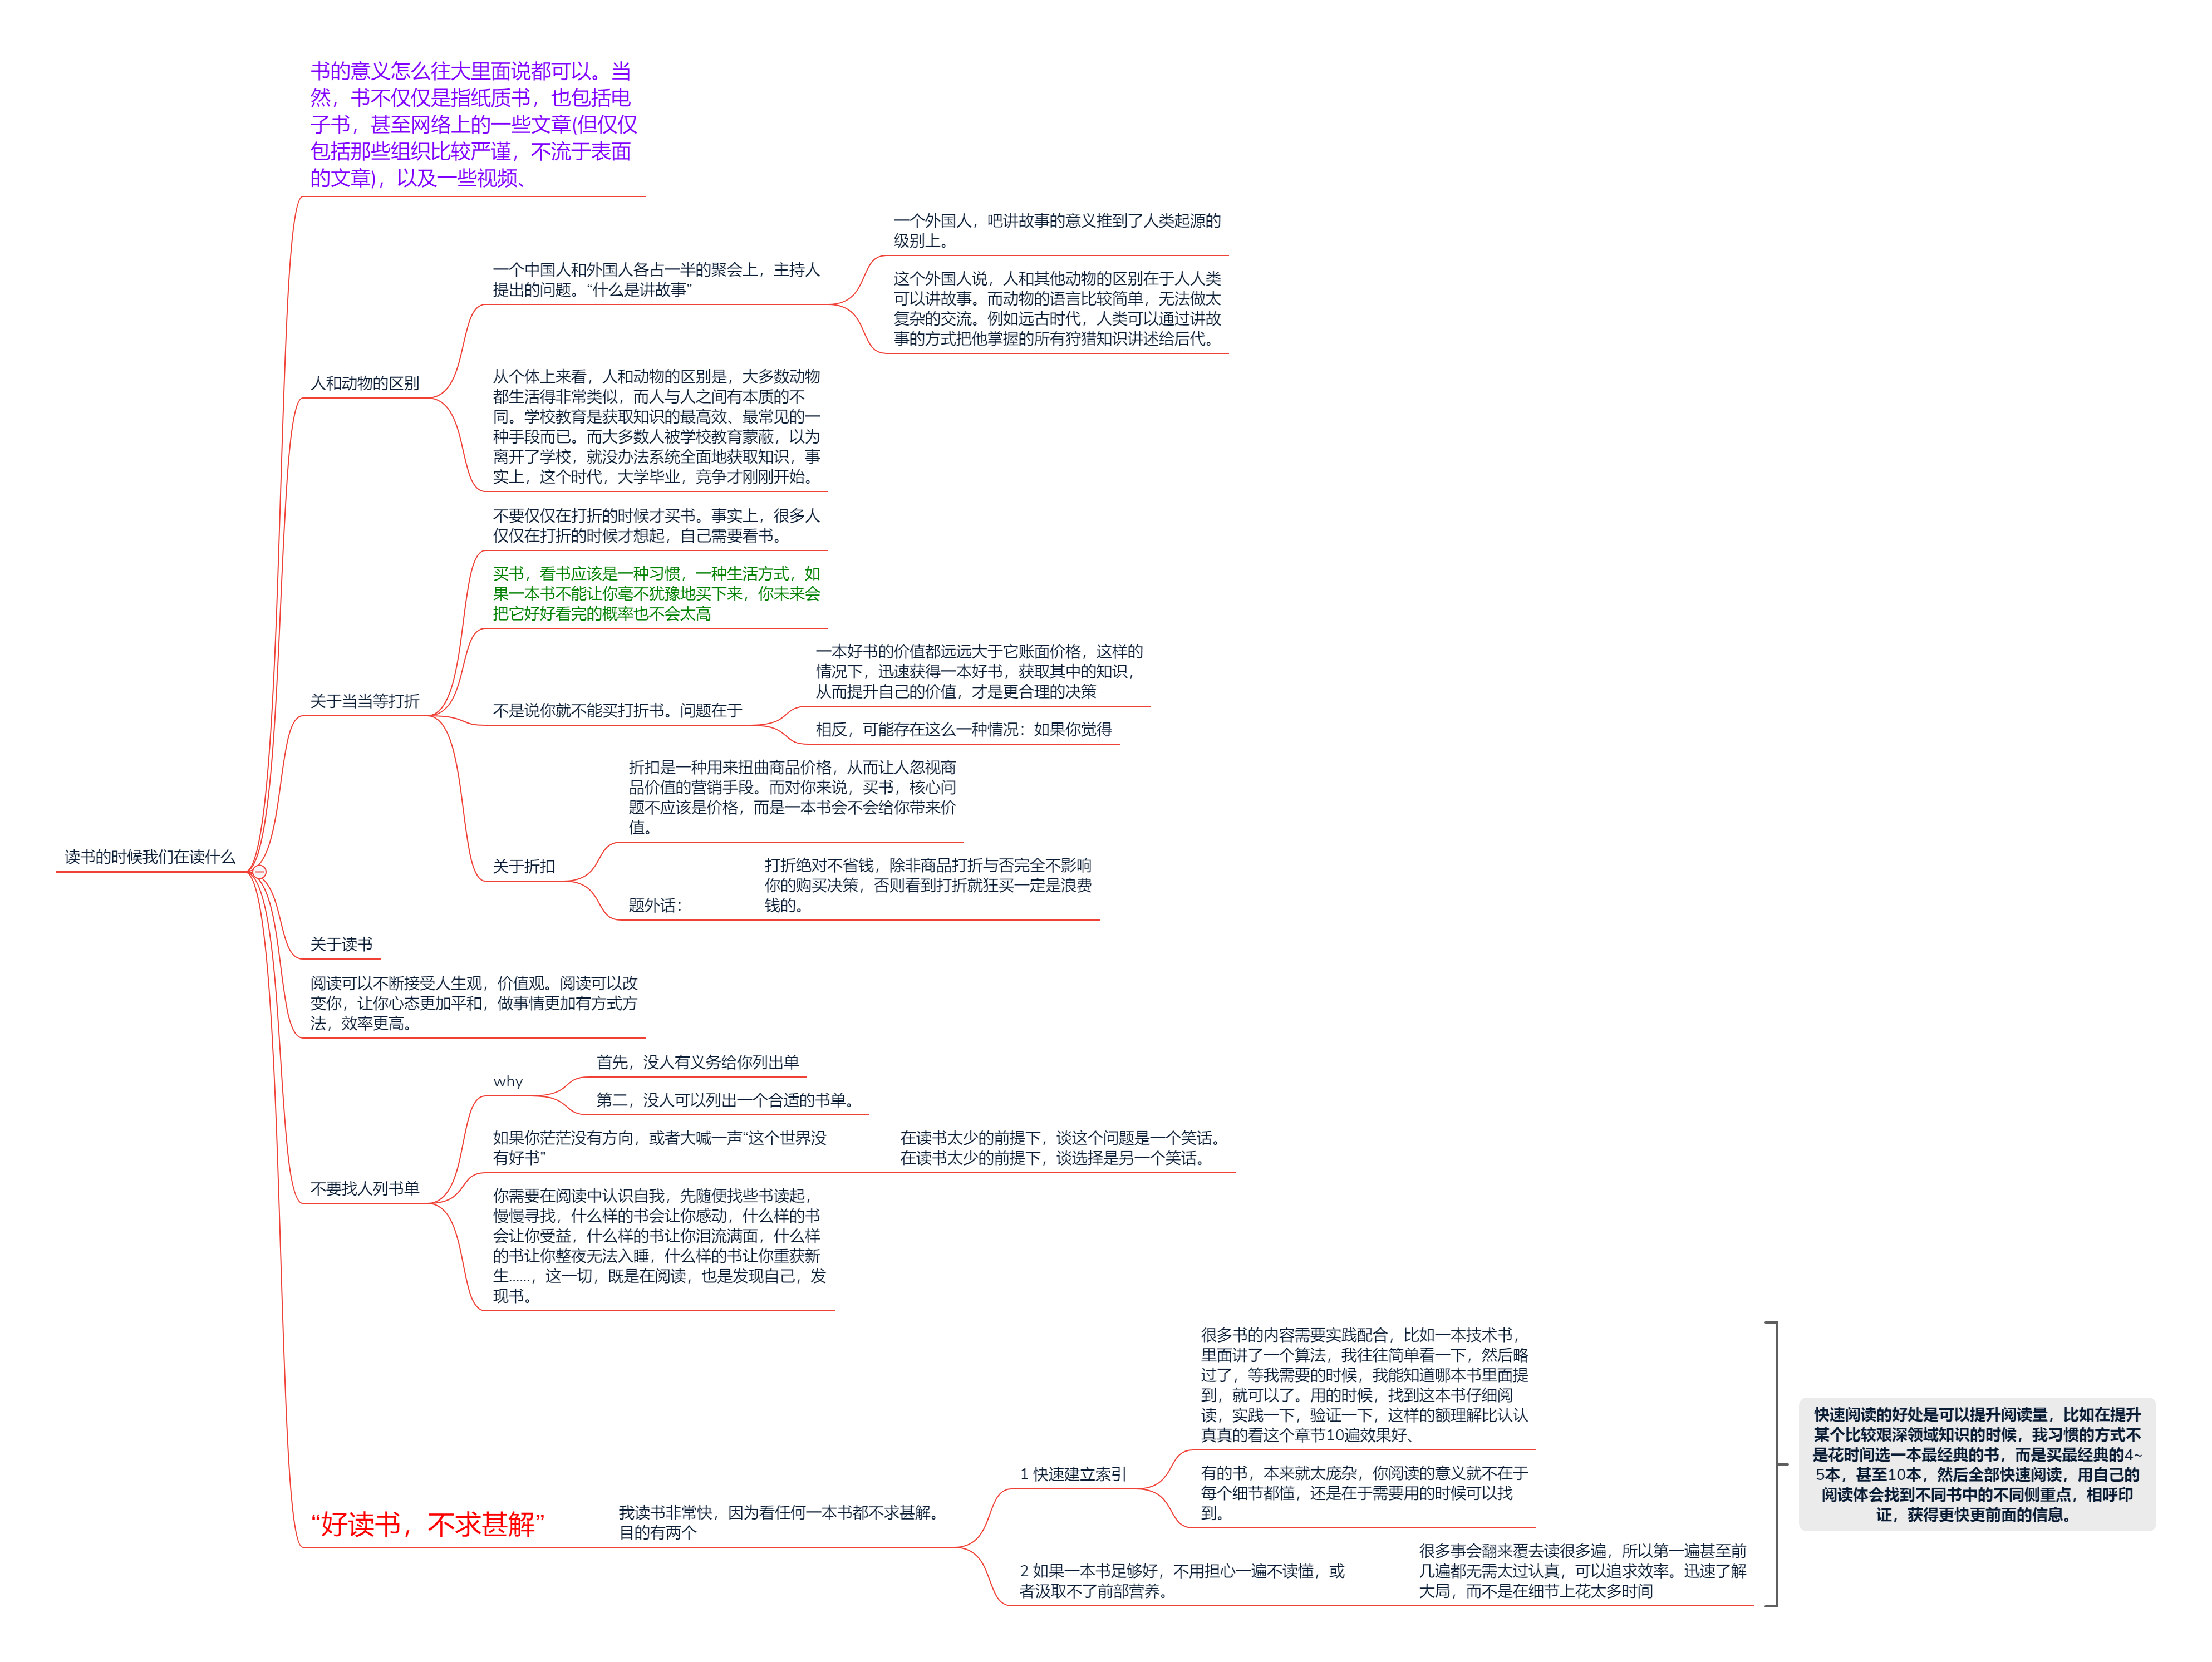 书的意义怎么往大里面说都可以。当
然，书不仅仅是指纸质书，也包括电
子书，甚至网络上的一些文章(但仅仅
包括那些组织比较严谨，不流于表面
的文章)，以及一些视频、
一个外国人，吧讲故事的意义推到了人类起源的
级别上。
一个中国人和外国人各占一半的聚会上，主持人
提出的问题。“什么是讲故事”
这个外国人说，人和其他动物的区别在于人人类
可以讲故事。而动物的语言比较简单，无法做太
复杂的交流。例如远古时代，人类可以通过讲故
事的方式把他掌握的所有狩猎知识讲述给后代。
人和动物的区别
从个体上来看，人和动物的区别是，大多数动物
都生活得非常类似，而人与人之间有本质的不
同。学校教育是获取知识的最高效、最常见的一
种手段而已。而大多数人被学校教育蒙蔽，以为
离开了学校，就没办法系统全面地获取知识，事
实上，这个时代，大学毕业，竞争才刚刚开始。
不要仅仅在打折的时候才买书。事实上，很多人
仅仅在打折的时候才想起，自己需要看书。
买书，看书应该是一种习惯，一种生活方式，如
果一本书不能让你毫不犹豫地买下来，你未来会
把它好好看完的概率也不会太高
关于当当等打折
不是说你就不能买打折书。问题在于
一本好书的价值都远远大于它账面价格，这样的
情况下，迅速获得一本好书，获取其中的知识，
从而提升自己的价值，才是更合理的决策
相反，可能存在这么一种情况：如果你觉得
关于折扣
折扣是一种用来扭曲商品价格，从而让人忽视商
品价值的营销手段。而对你来说，买书，核心问
题不应该是价格，而是一本书会不会给你带来价
值。
题外话：
打折绝对不省钱，除非商品打折与否完全不影响
你的购买决策，否则看到打折就狂买一定是浪费
钱的。
读书的时候我们在读什么
关于读书
阅读可以不断接受人生观，价值观。阅读可以改
变你，让你心态更加平和，做事情更加有方式方
法，效率更高。
不要找人列书单
why
首先，没人有义务给你列出单
第二，没人可以列出一个合适的书单。
如果你茫茫没有方向，或者大喊一声“这个世界没
有好书”
在读书太少的前提下，谈这个问题是一个笑话。
在读书太少的前提下，谈选择是另一个笑话。
你需要在阅读中认识自我，先随便找些书读起，
慢慢寻找，什么样的书会让你感动，什么样的书
会让你受益，什么样的书让你泪流满面，什么样
的书让你整夜无法入睡，什么样的书让你重获新
生......，这一切，既是在阅读，也是发现自己，发
现书。
“好读书，不求甚解”
我读书非常快，因为看任何一本书都不求甚解。
目的有两个
1 快速建立索引
很多书的内容需要实践配合，比如一本技术书，
里面讲了一个算法，我往往简单看一下，然后略
过了，等我需要的时候，我能知道哪本书里面提
到，就可以了。用的时候，找到这本书仔细阅
读，实践一下，验证一下，这样的额理解比认认
真真的看这个章节10遍效果好、
有的书，本来就太庞杂，你阅读的意义就不在于
每个细节都懂，还是在于需要用的时候可以找
到。
2 如果一本书足够好，不用担心一遍不读懂，或
者汲取不了前部营养。
很多事会翻来覆去读很多遍，所以第一遍甚至前
几遍都无需太过认真，可以追求效率。迅速了解
大局，而不是在细节上花太多时间
快速阅读的好处是可以提升阅读量，比如在提升
某个比较艰深领域知识的时候，我习惯的方式不
是花时间选一本最经典的书，而是买最经典的4~
5本，甚至10本，然后全部快速阅读，用自己的
阅读体会找到不同书中的不同侧重点，相呼印
证，获得更快更前面的信息。